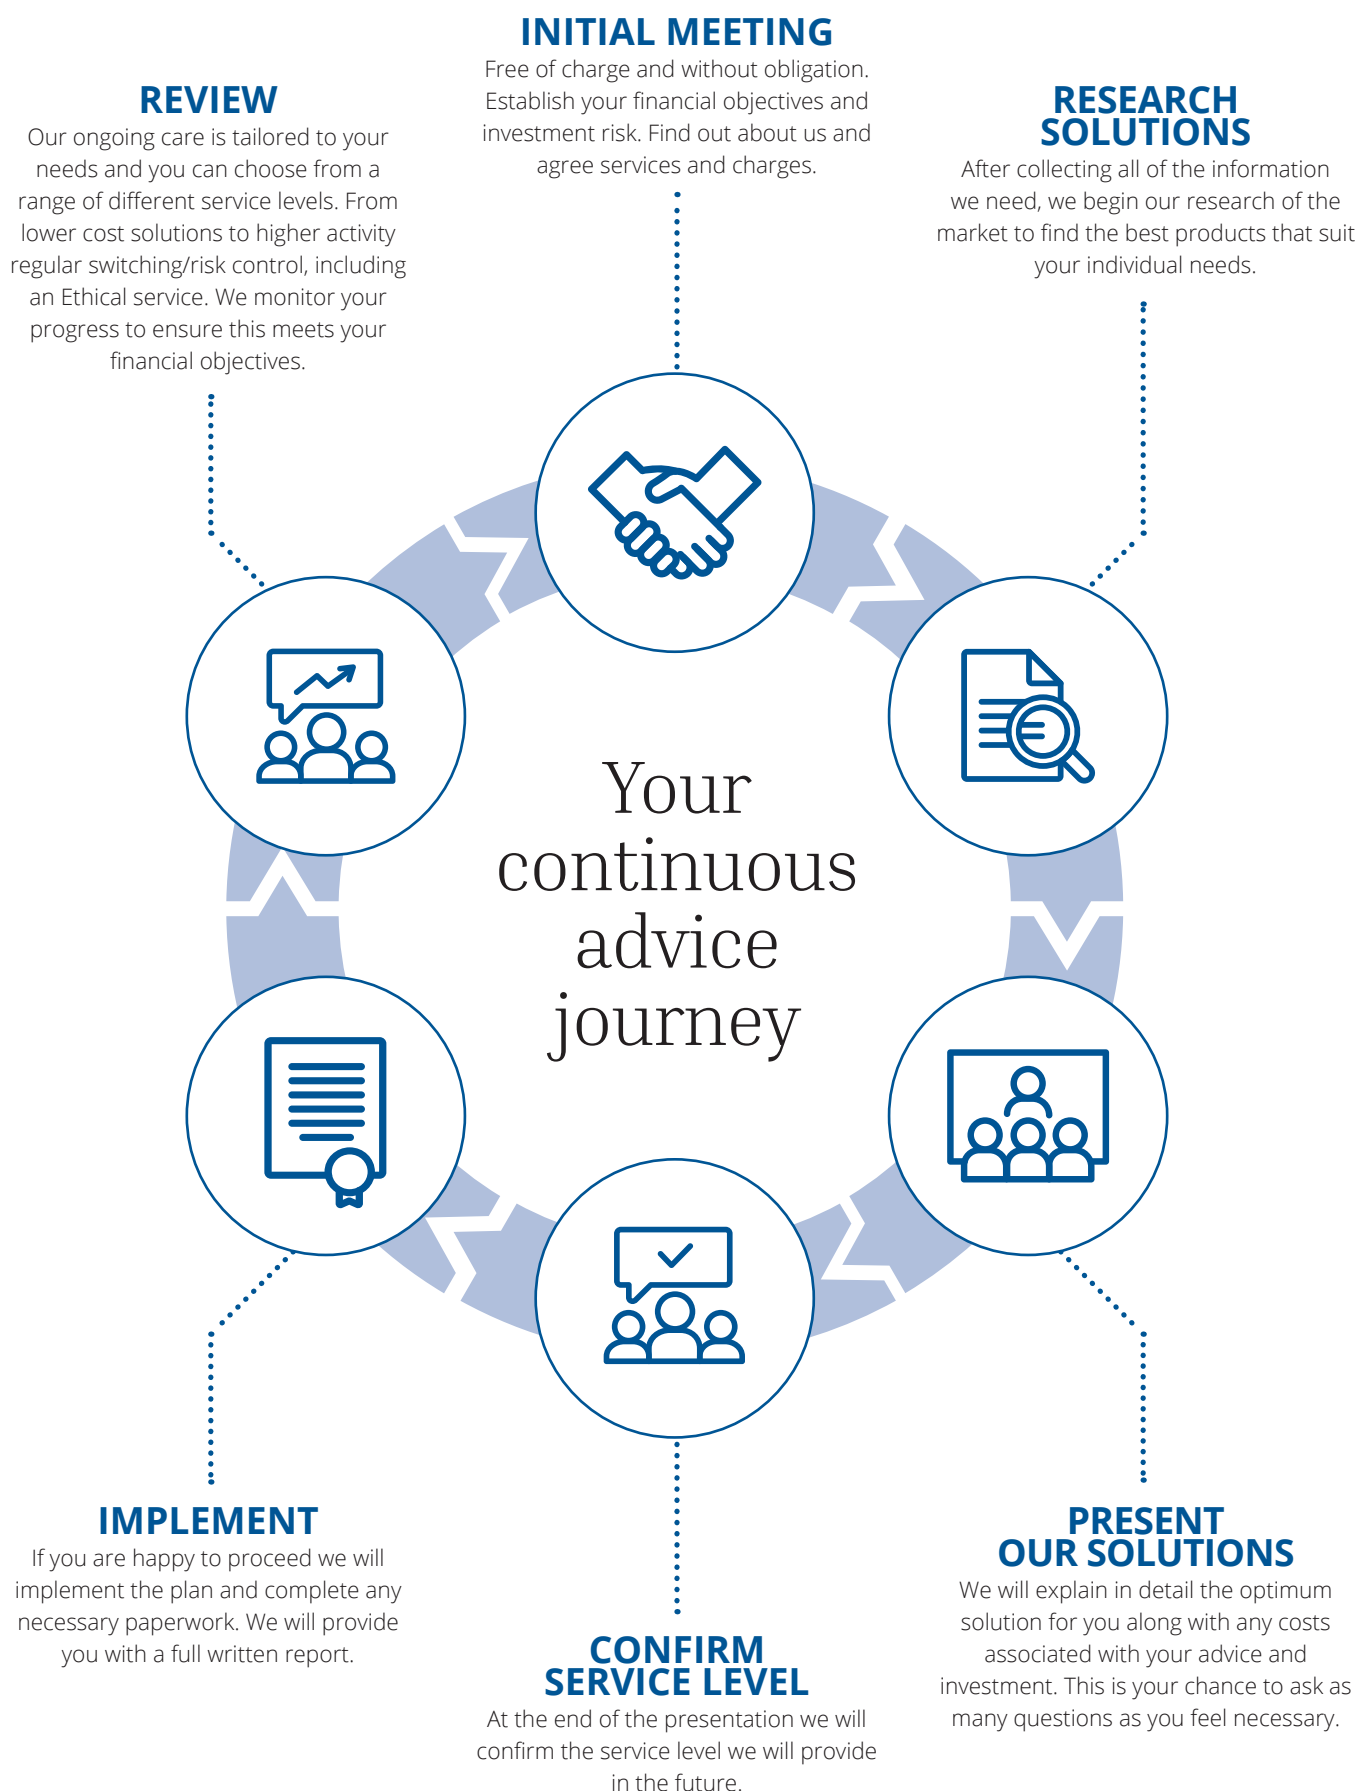 INITIAL MEETING
Free of charge and without obligation.
Establish your financial objectives and
investment risk. Find out about us and
agree services and charges.
RESEARCH
SOLUTIONS
After collecting all of the information
we need, we begin our research of the
market to find the best products that suit
your individual needs.
PRESENT
OUR SOLUTIONS
We will explain in detail the optimum
solution for you along with any costs
associated with your advice and
investment. This is your chance to ask as
many questions as you feel necessary.
CONFIRM
SERVICE LEVEL
At the end of the presentation we will
confirm the service level we will provide
in the future.
IMPLEMENT
If you are happy to proceed we will
implement the plan and complete any
necessary paperwork. We will provide
you with a full written report.
REVIEW
Our ongoing care is tailored to your
needs and you can choose from a
range of different service levels. From
lower cost solutions to higher activity
regular switching/risk control, including
an Ethical service. We monitor your
progress to ensure this meets your
financial objectives.
Your
continuous
advice
journey